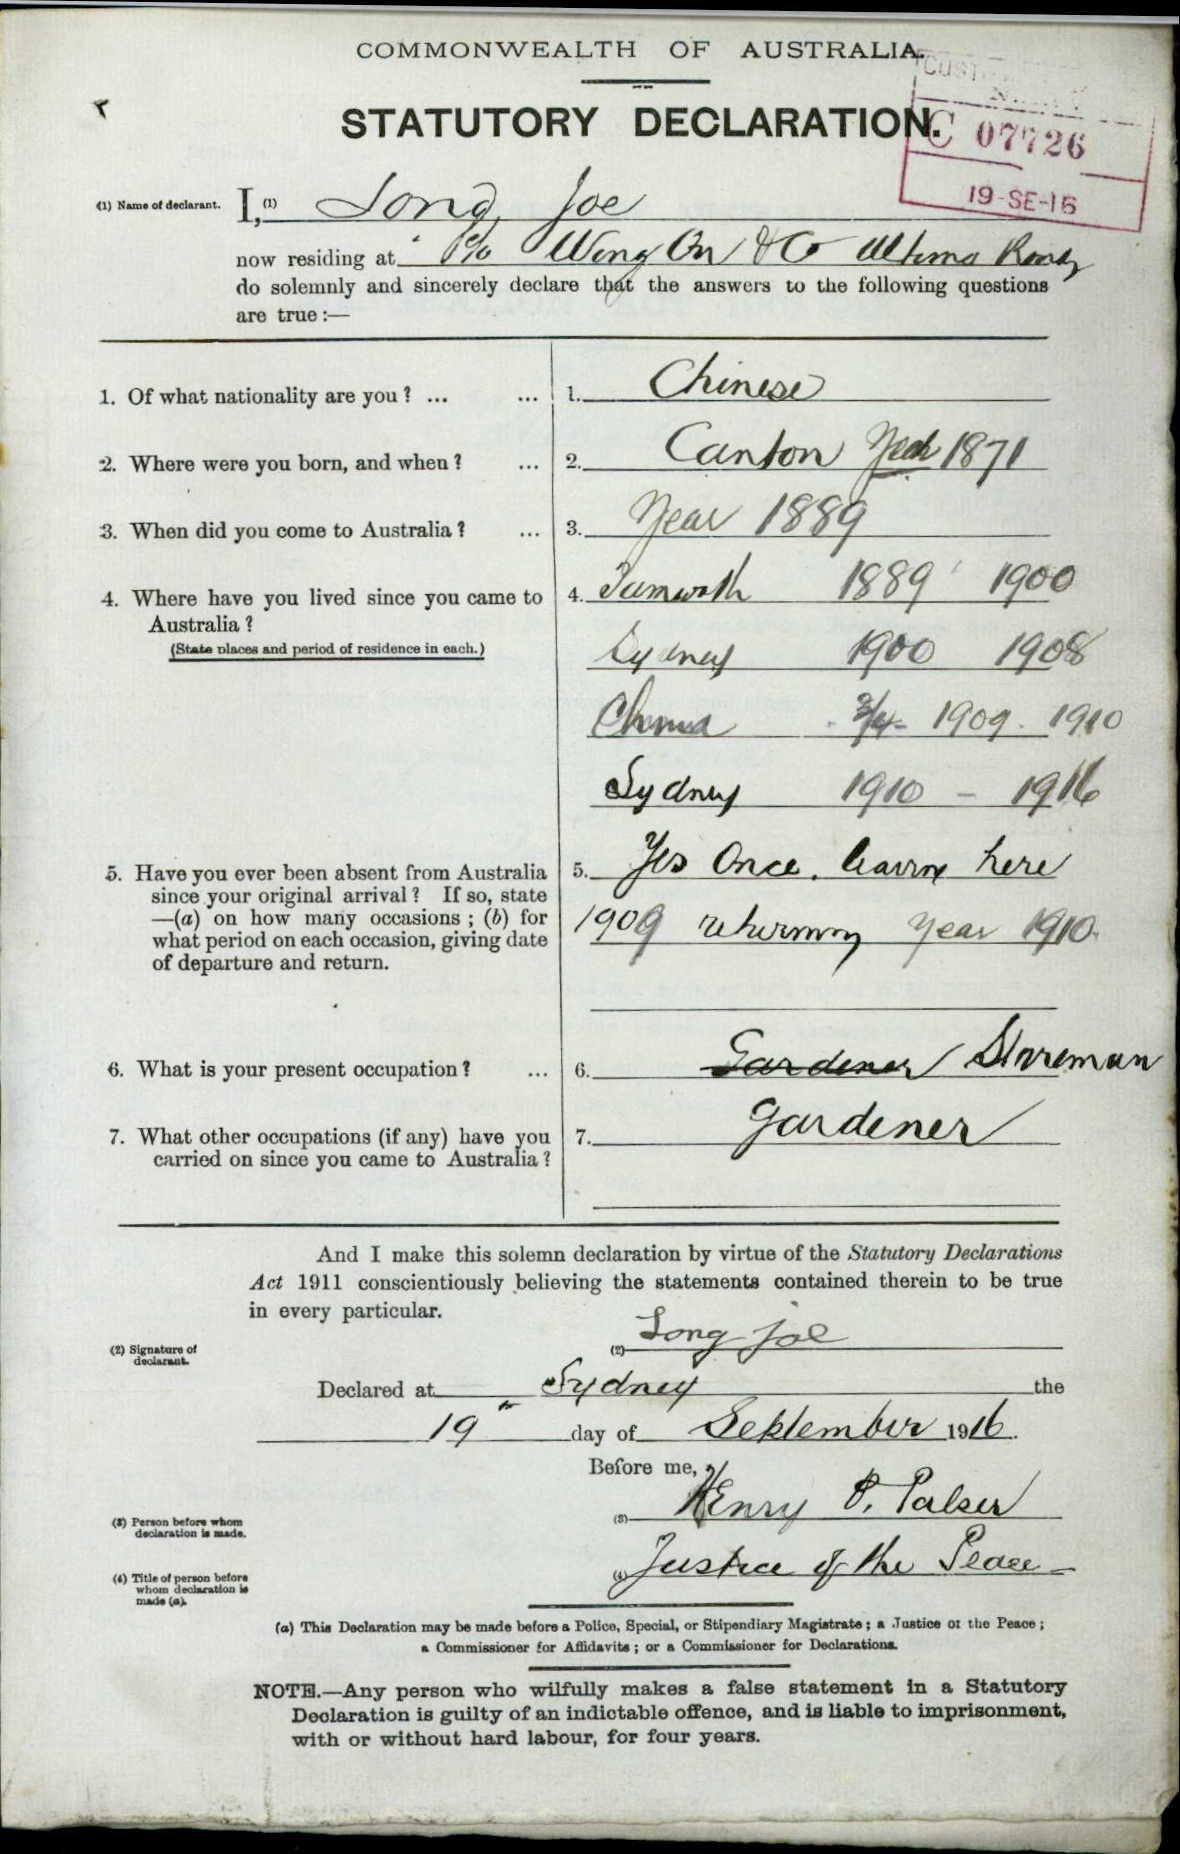 COMMONWEALTH OF AUSTRALIA.
STATUTORY DECLARATION.
C 07726
19-SE-16
(1) Name of declarant.
I,(1) Long Joe
now residing at c/o Wing On & Co Ultimo Road
do solemnly and sincerely declare that the answers to the following questions
are true:—
1. Of what nationality are you? ... ... 1. Chinese
2. Where were you born, and when? ... 2. Canton Year 1871
3. When did you come to Australia? ... 3. Year 1889
4. Where have you lived since you came to 4. Tamworth 1889 1900
Australia?
(State places and period of residence in each.)
Sydney 1900 1908
China 3/4 1909. 1910
Sydney 1910 - 1916
5. Have you ever been absent from Australia 5. Yes Once. leaving here
since your original arrival? If so, state
—(a) on how many occasions; (b) for 1909 returning year 1910.
what period on each occasion, giving date
of departure and return.
6. What is your present occupation? ... 6. Gardener Storeman
7. What other occupations (if any) have you 7. Gardener
carried on since you came to Australia?
And I make this solemn declaration by virtue of the Statutory Declarations
Act 1911 conscientiously believing the statements contained therein to be true
in every particular.
(2) Signature of
declarant.
(2) Long Joe
Declared at Sydney the
19th day of September 1916.
Before me,
(3) Person before whom
declaration is made.
(3) Henry P. Palser
(4) Title of person before
whom declaration is
made (a).
(4) Justice of the Peace -
(a) This Declaration may be made before a Police, Special, or Stipendiary Magistrate; a Justice of the Peace;
a Commissioner for Affidavits; or a Commissioner for Declarations.
NOTE.—Any person who wilfully makes a false statement in a Statutory
Declaration is guilty of an indictable offence, and is liable to imprisonment,
with or without hard labour, for four years.